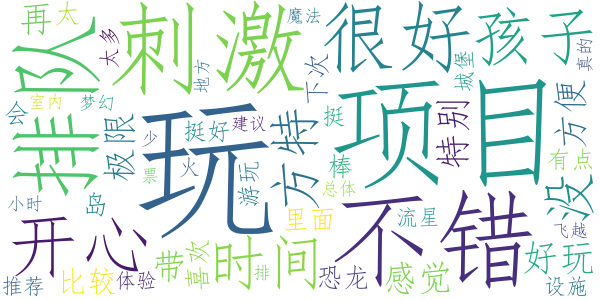 再
太
刺激
很好
孩子
魔法
真的
太多
地方
下次
城堡
排队
会
室内
梦幻
极限
少
挺好
建议
方特
挺
项目
特别
方便
玩
票
火
游玩
棒
总体
有点
没
小时
岛
里面
流星
不错
飞越
开心
带
喜欢
时间
恐龙
感觉
好玩
推荐
比较
体验
排
设施